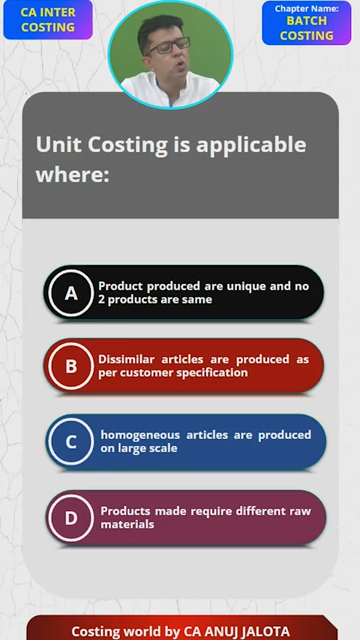 CA INTER
COSTING
Chapter Name:
BATCH
COSTING
Unit Costing is applicable
where:
A
Product produced are unique and no
2 products are same
B
Dissimilar articles are produced as
per customer specification
C
homogeneous articles are produced
on large scale
D
Products made require different raw
materials
Costing world by CA ANUJ JALOTA